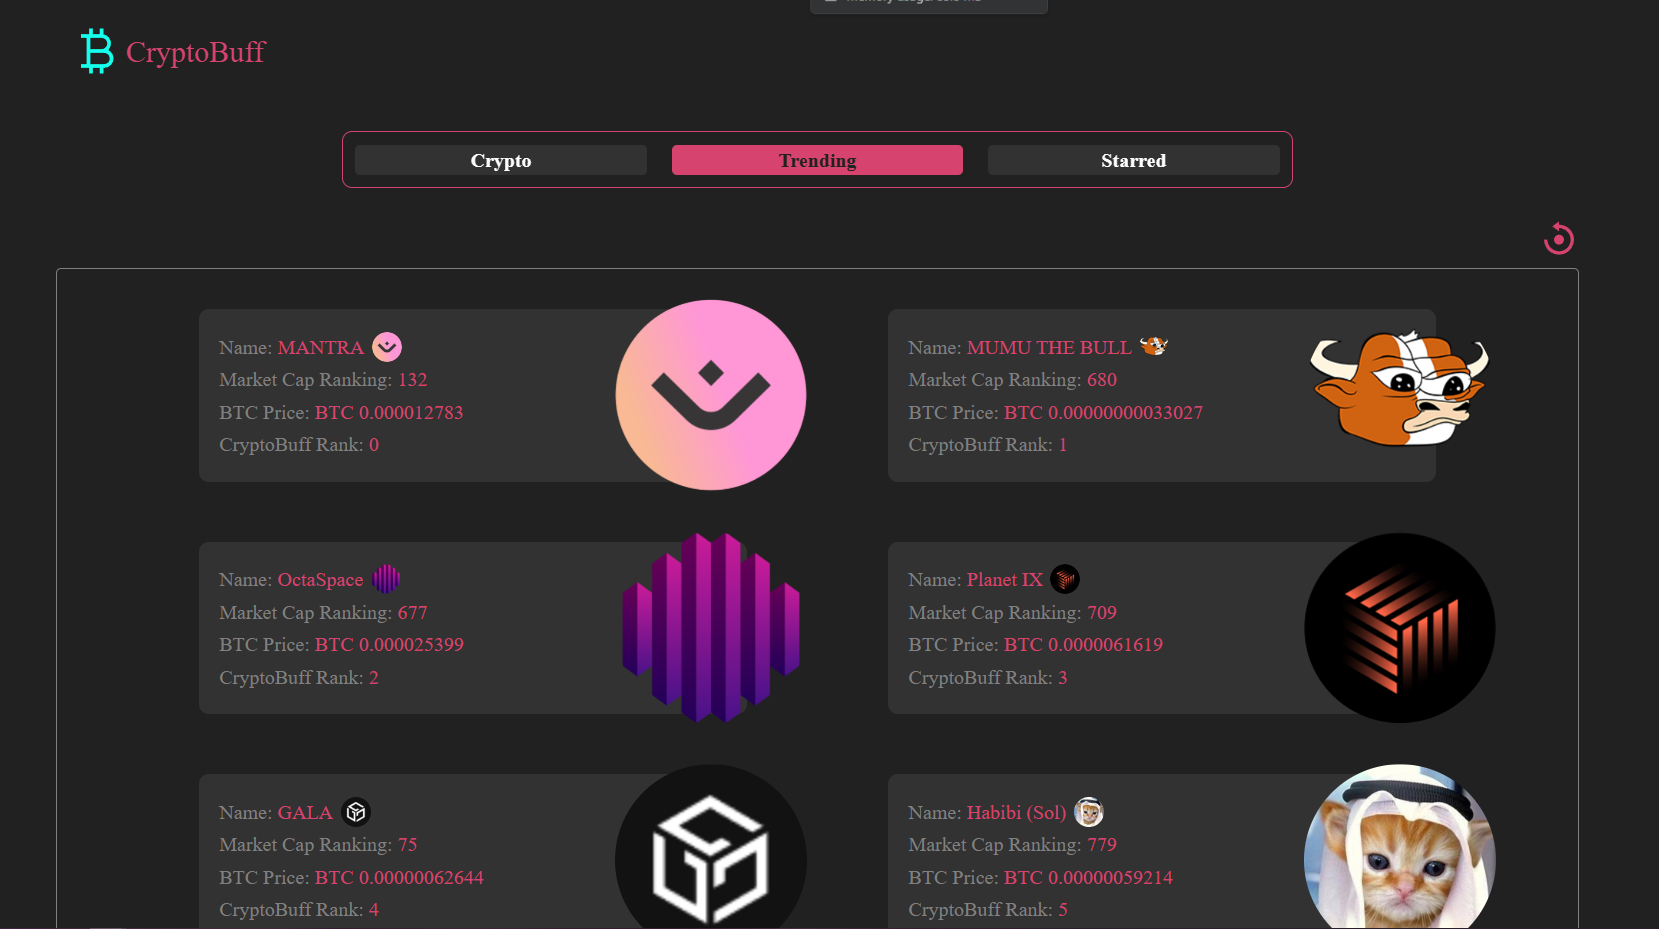 CryptoBuff
Crypto
Trending
Starred
Name: MANTRA
Market Cap Ranking: 132
BTC Price: BTC 0.000012783
CryptoBuff Rank: 0
Name: MUMU THE BULL
Market Cap Ranking: 680
BTC Price: BTC 0.00000000033027
CryptoBuff Rank: 1
Name: OctaSpace
Market Cap Ranking: 677
BTC Price: BTC 0.000025399
CryptoBuff Rank: 2
Name: Planet IX
Market Cap Ranking: 709
BTC Price: BTC 0.0000061619
CryptoBuff Rank: 3
Name: GALA
Market Cap Ranking: 75
BTC Price: BTC 0.00000062644
CryptoBuff Rank: 4
Name: Habibi (Sol)
Market Cap Ranking: 779
BTC Price: BTC 0.00000059214
CryptoBuff Rank: 5